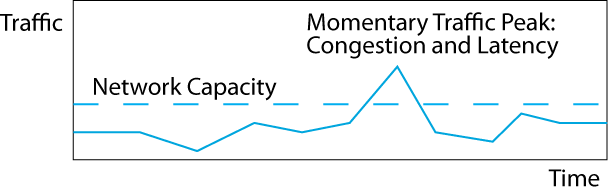 Traffic
Momentary Traffic Peak:
Congestion and Latency
Network Capacity
Time